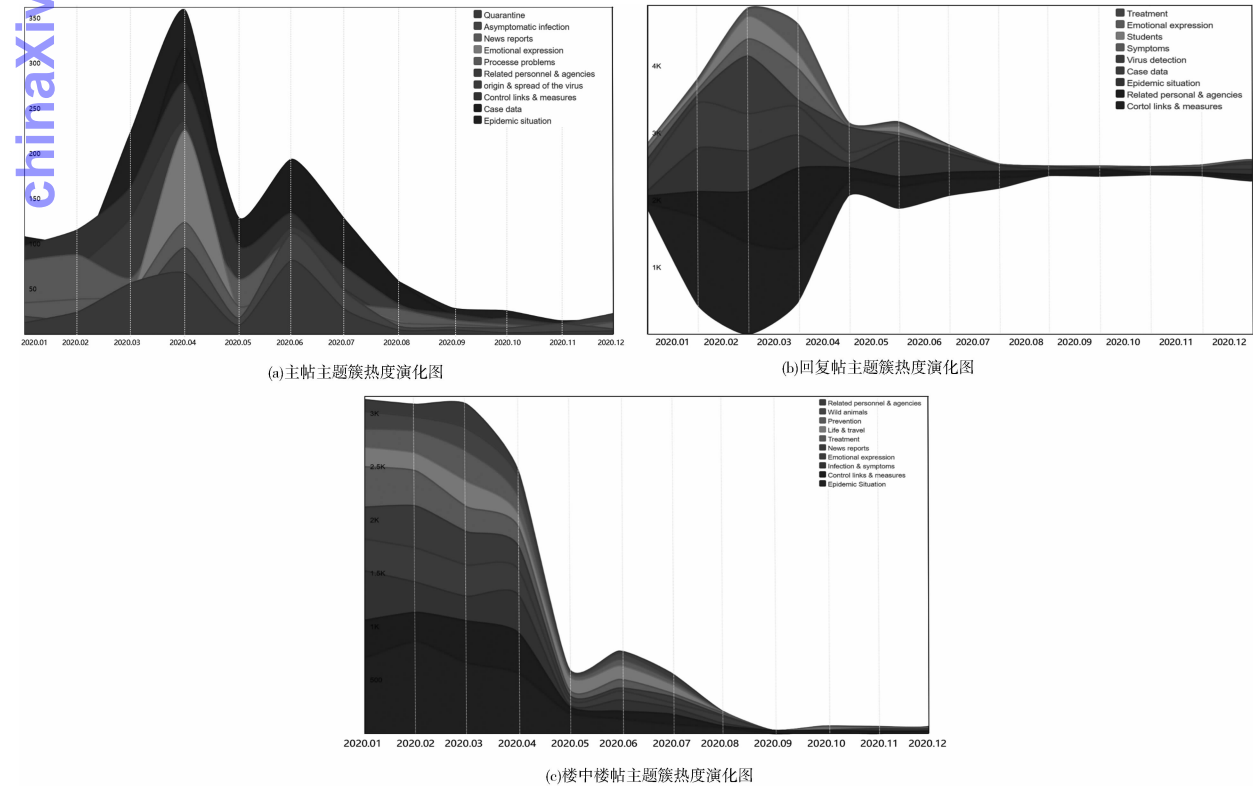 chinaXiv
350
300
250
200
150
100
50
Quarantine
Asymptomatic infection
News reports
Emotional expression
Processe problems
Related personnel & agencies
origin & spread of the virus
Control links & measures
Case data
Epidemic situation
2020.01 2020.02 2020.03 2020.04 2020.05 2020.06 2020.07 2020.08 2020.09 2020.10 2020.11 2020.12
(a)主帖主题簇热度演化图
4K
3K
2K
1K
Treatment
Emotional expression
Students
Symptoms
Virus detection
Case data
Epidemic situation
Related personatial & agencies
Cortol links & measures
2020.01 2020.02 2020.03 2020.04 2020.05 2020.06 2020.07 2020.08 2020.09 2020.10 2020.11 2020.12
(b)回复帖主题簇热度演化图
3K
2.5K
2K
1.5K
1K
500
Related personnel & agencies
Wild animals
Prevention
Life & travel
Treatment
News reports
Emotional expression
Infection & symptoms
Control links & measures
Epidemic Situation
2020.01 2020.02 2020.03 2020.04 2020.05 2020.06 2020.07 2020.08 2020.09 2020.10 2020.11 2020.12
(c)楼中楼帖主题簇热度演化图